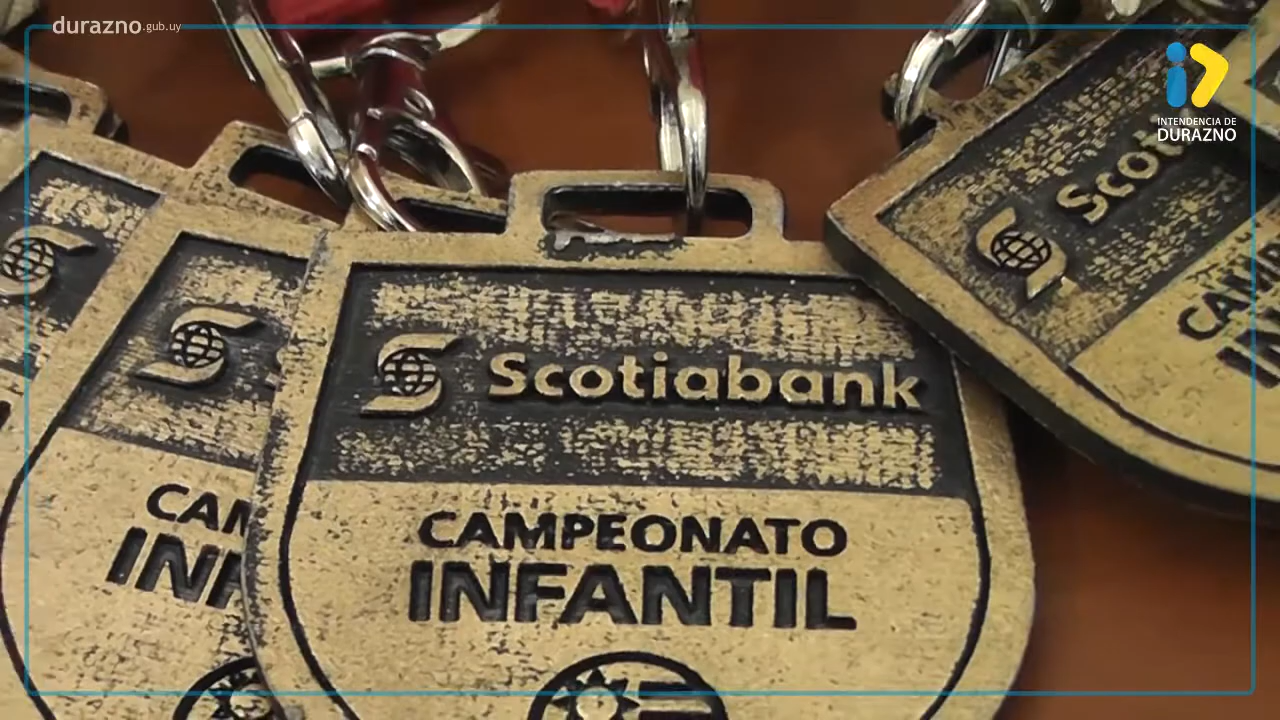 durazno.gub.uy
INTENDENCIA DE
DURAZNO
Scotiabank
CAMPEONATO
INFANTIL